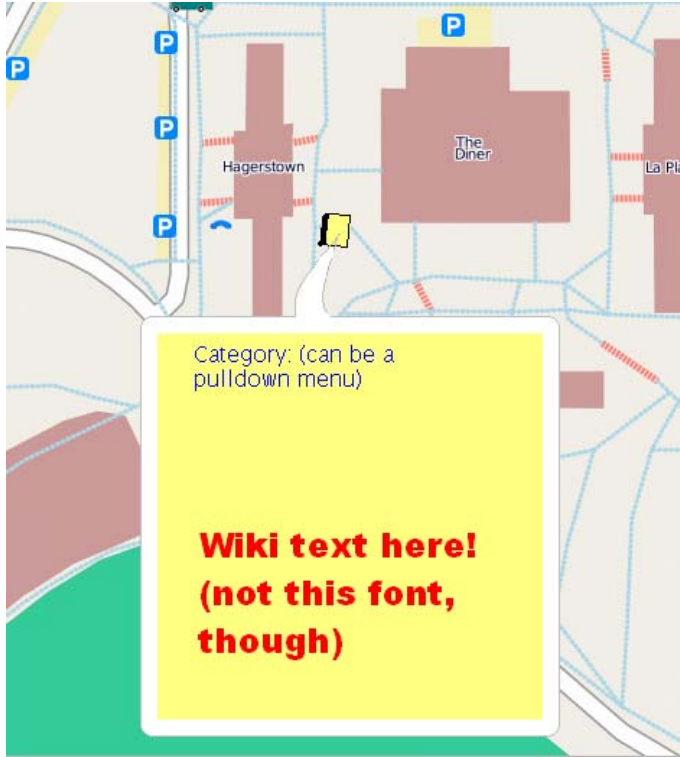 P
P
P
P
The
Diner
Hagerstown
La Pla
P
Category: (can be a
pulldown menu)
Wiki text here!
(not this font,
though)